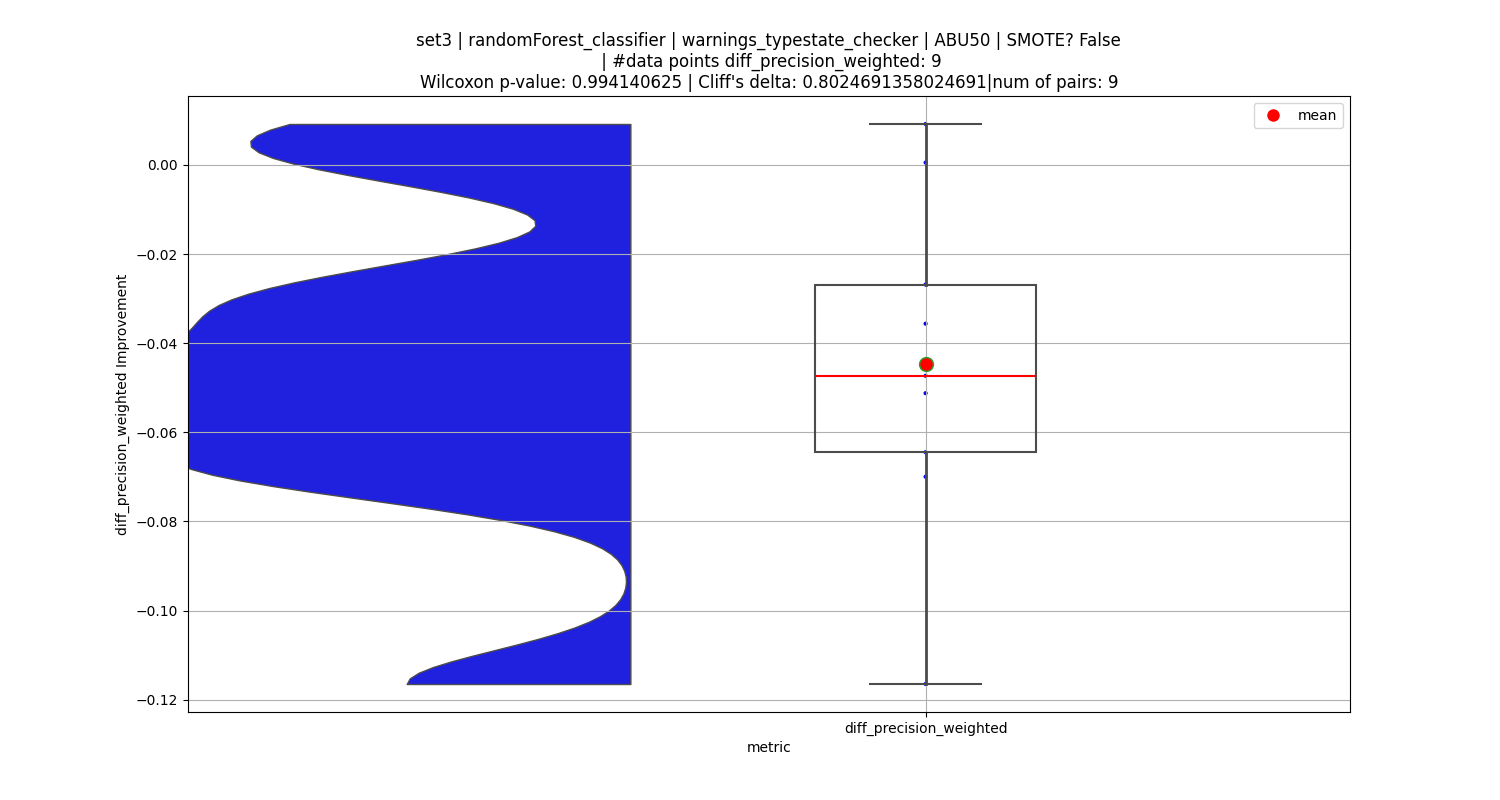 set3 | randomForest_classifier | warnings_typestate_checker | ABU50 | SMOTE? False
| #data points diff_precision_weighted: 9
Wilcoxon p-value: 0.994140625 | Cliff's delta: 0.8024691358024691|num of pairs: 9
mean
0.00
−0.02
−0.04
−0.06
−0.08
−0.10
−0.12
diff_precision_weighted Improvement
diff_precision_weighted
metric